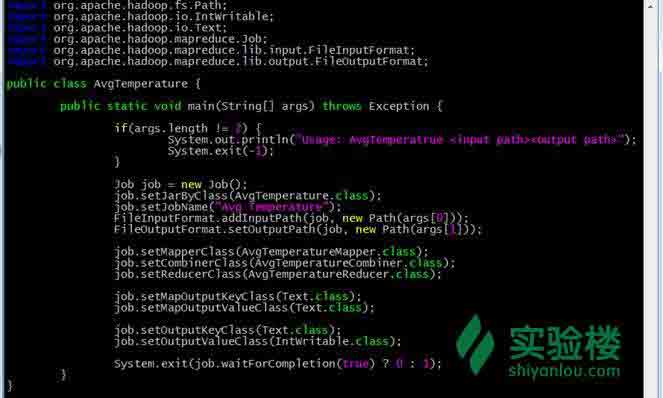 import org.apache.hadoop.fs.Path;
import org.apache.hadoop.io.IntWritable;
import org.apache.hadoop.io.Text;
import org.apache.hadoop.mapreduce.Job;
import org.apache.hadoop.mapreduce.lib.input.FileInputFormat;
import org.apache.hadoop.mapreduce.lib.output.FileOutputFormat;
public class AvgTemperature {
public static void main(String[] args) throws Exception {
if(args.length != 2) {
System.out.println("Usage: AvgTemperatrue <input path><output path>");
System.exit(-1);
}
Job job = new Job();
job.setJarByClass(AvgTemperature.class);
job.setJobName("Avg Temperature");
FileInputFormat.addInputPath(job, new Path(args[0]));
FileOutputFormat.setOutputPath(job, new Path(args[1]));
job.setMapperClass(AvgTemperatureMapper.class);
job.setCombinerClass(AvgTemperatureCombiner.class);
job.setReducerClass(AvgTemperatureReducer.class);
job.setMapOutputKeyClass(Text.class);
job.setMapOutputValueClass(Text.class);
job.setOutputKeyClass(Text.class);
job.setOutputValueClass(IntWritable.class);
System.exit(job.waitForCompletion(true) ? 0 : 1);
}
}
实验楼
shiyanlou.com